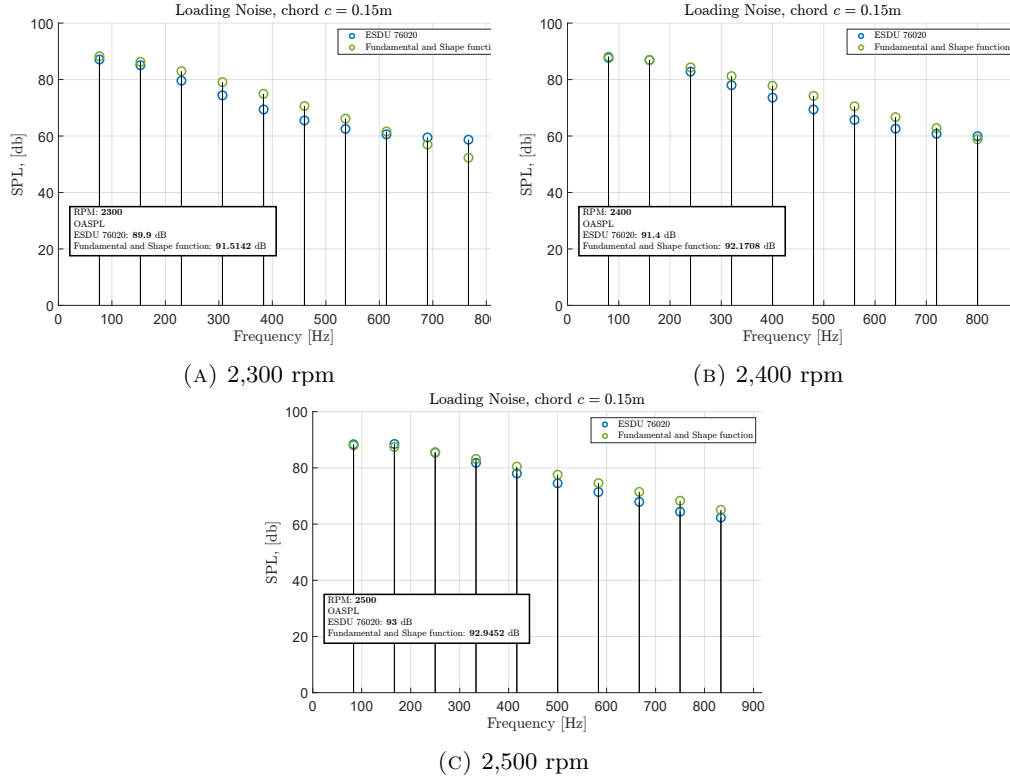 Loading Noise, chord c = 0.15m
ESDU 76020
Fundamental and Shape function
100
80
60
40
20
0
SPL, [db]
RPM: 2300
OASPL
ESDU 76020: 89.9 dB
Fundamental and Shape function: 91.5142 dB
0 100 200 300 400 500 600 700 800
Frequency [Hz]
(A) 2,300 rpm
Loading Noise, chord c = 0.15m
ESDU 76020
Fundamental and Shape function
100
80
60
40
20
0
SPL, [db]
RPM: 2400
OASPL
ESDU 76020: 91.4 dB
Fundamental and Shape function: 92.1708 dB
0 100 200 300 400 500 600 700 800
Frequency [Hz]
(B) 2,400 rpm
Loading Noise, chord c = 0.15m
ESDU 76020
Fundamental and Shape function
100
80
60
40
20
0
SPL, [db]
RPM: 2500
OASPL
ESDU 76020: 93 dB
Fundamental and Shape function: 92.9452 dB
0 100 200 300 400 500 600 700 800 900
Frequency [Hz]
(C) 2,500 rpm